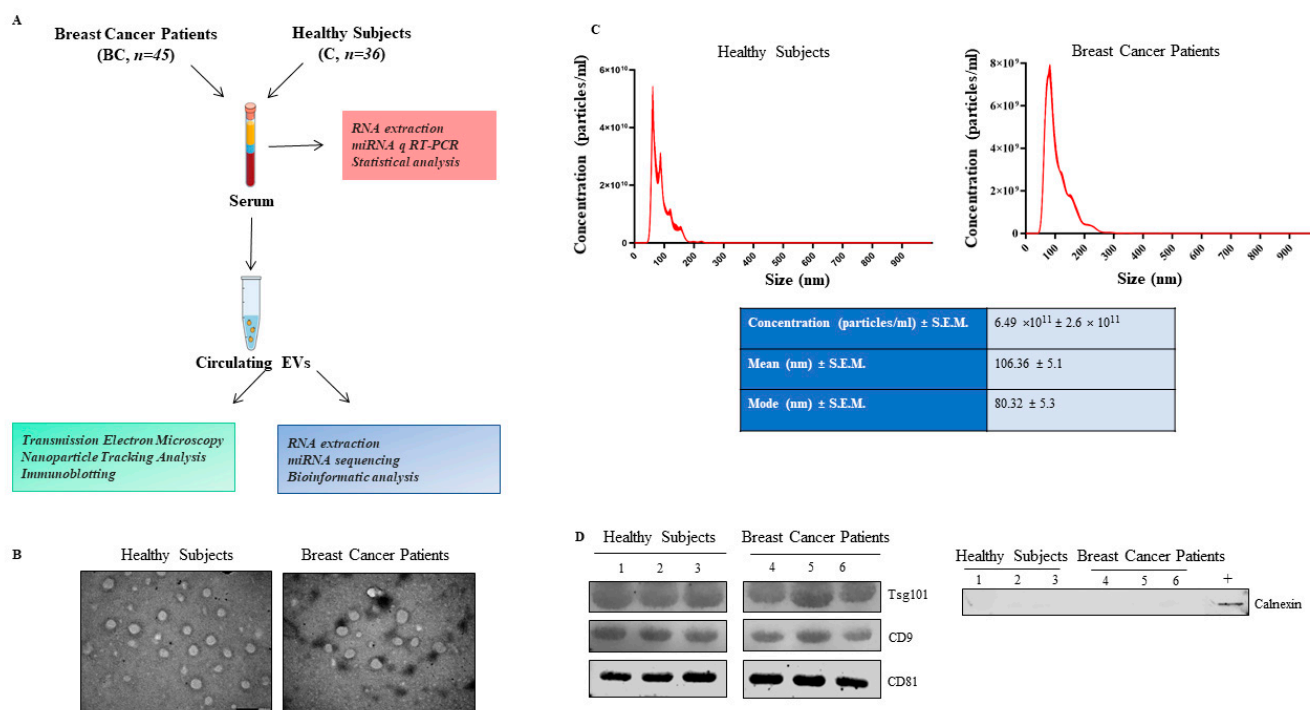 A
Breast Cancer Patients
(BC, n=45)
Healthy Subjects
(C, n=36)
RNA extraction
miRNA q RT-PCR
Statistical analysis
Serum
Circulating EVs
Transmission Electron Microscopy
Nanoparticle Tracking Analysis
Immunoblotting
RNA extraction
miRNA sequencing
Bioinformatic analysis
B
Healthy Subjects
Breast Cancer Patients
C
Healthy Subjects
Concentration (particles/ml)
6×10¹⁰
4×10¹⁰
2×10¹⁰
0
0 100 200 300 400 500 600 700 800 900
Size (nm)
Breast Cancer Patients
Concentration (particles/ml)
8×10⁹
6×10⁹
4×10⁹
2×10⁹
0
0 100 200 300 400 500 600 700 800 900
Size (nm)
Concentration (particles/ml) ± S.E.M. 6.49 ×10¹¹ ± 2.6 × 10¹¹
Mean (nm) ± S.E.M. 106.36 ± 5.1
Mode (nm) ± S.E.M. 80.32 ± 5.3
D
Healthy Subjects
Breast Cancer Patients
1 2 3 4 5 6
Tsg101
CD9
CD81
Healthy Subjects
Breast Cancer Patients
1 2 3 4 5 6 +
Calnexin